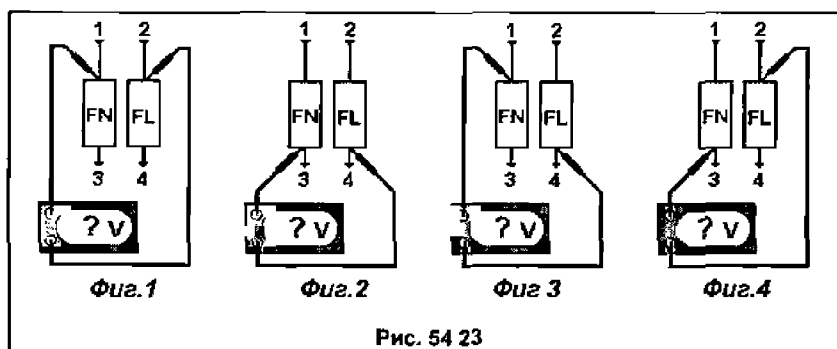 1 2 1 2 1 2 1 2
FN FL FN FL FN FL FN FL
3 4 3 4 3 4 3 4
? v ? v ? v ? v
Фиг.1 Фиг.2 Фиг 3 Фиг.4
Рис. 54 23